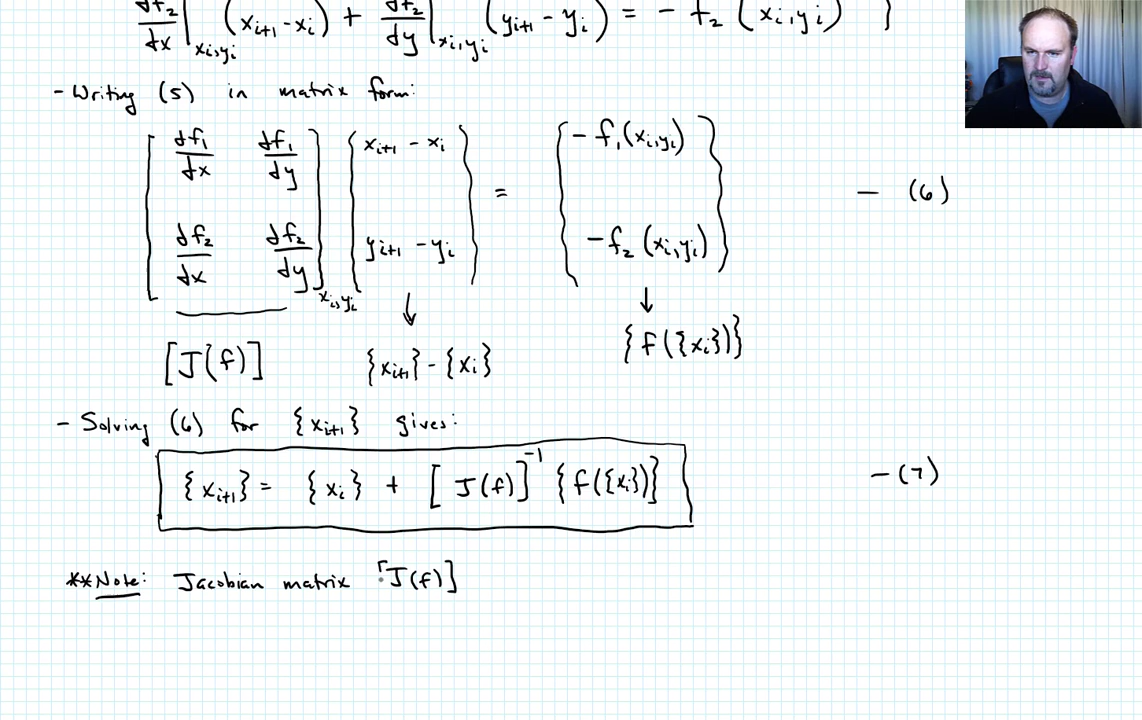 df₂/dx |xᵢ,yᵢ (xᵢ₊₁ - xᵢ) + df₂/dy |xᵢ,yᵢ (yᵢ₊₁ - yᵢ) = - f₂ (xᵢ,yᵢ) }
- Writing (5) in matrix form:
[ df₁/dx df₁/dy ; df₂/dx df₂/dy ]xᵢ,yᵢ { xᵢ₊₁ - xᵢ ; yᵢ₊₁ - yᵢ } = { - f₁(xᵢ,yᵢ) ; - f₂(xᵢ,yᵢ) } — (6)
↓ ↓
[J(f)] {xᵢ₊₁} - {xᵢ} {f({xᵢ})}
- Solving (6) for {xᵢ₊₁} gives:
{xᵢ₊₁} = {xᵢ} + [J(f)]⁻¹ {f({xᵢ})} - (7)
**Note: Jacobian matrix [J(f)]